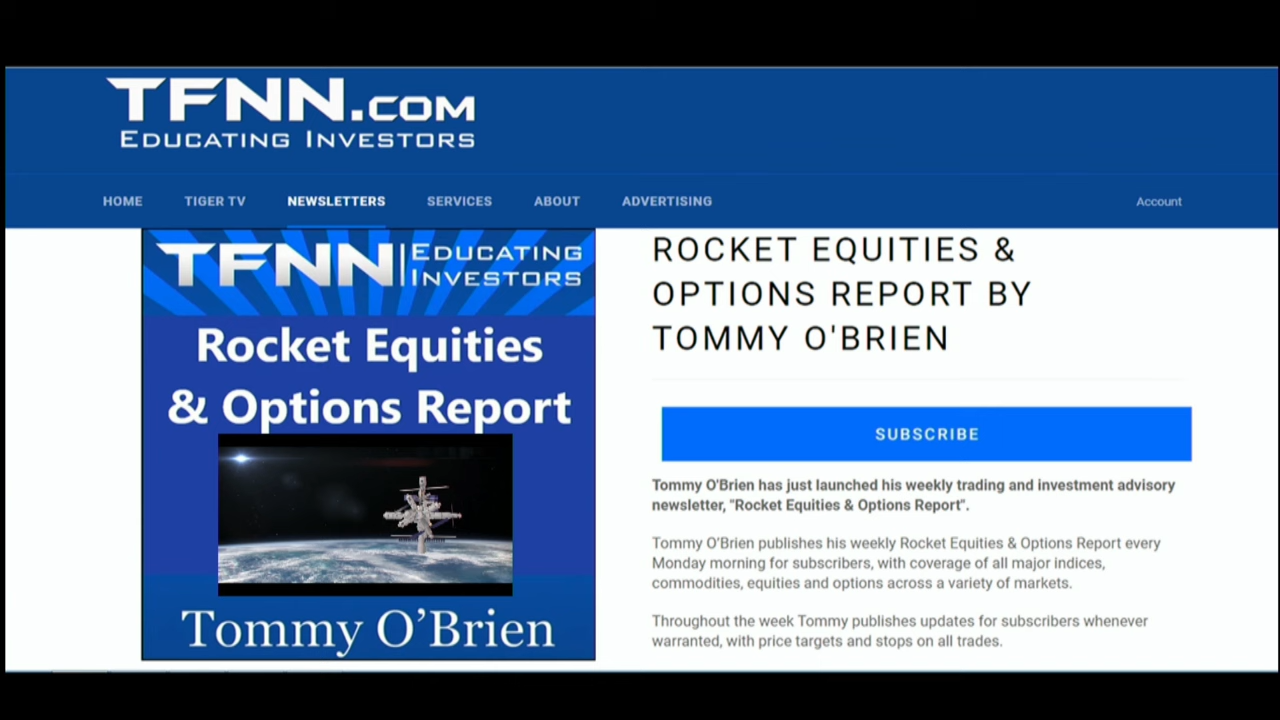 TFNN.COM
EDUCATING INVESTORS
HOME TIGER TV NEWSLETTERS SERVICES ABOUT ADVERTISING Account
TFNN EDUCATING
INVESTORS
Rocket Equities
& Options Report
Tommy O’Brien
ROCKET EQUITIES &
OPTIONS REPORT BY
TOMMY O'BRIEN
SUBSCRIBE
Tommy O'Brien has just launched his weekly trading and investment advisory
newsletter, "Rocket Equities & Options Report".
Tommy O’Brien publishes his weekly Rocket Equities & Options Report every
Monday morning for subscribers, with coverage of all major indices,
commodities, equities and options across a variety of markets.
Throughout the week Tommy publishes updates for subscribers whenever
warranted, with price targets and stops on all trades.